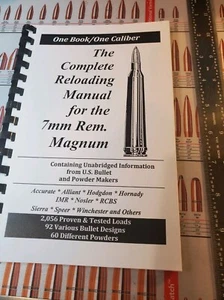 One Book/One Caliber
The
Complete
Reloading
Manual
for the
7mm Rem.
Magnum
Containing Unabridged Information
from U.S. Bullet
and Powder Makers
Accurate * Alliant * Hodgdon * Hornady
IMR * Nosler * RCBS
Sierra * Speer * Winchester and Others
2,056 Proven & Tested Loads
92 Various Bullet Designs
60 Different Powders